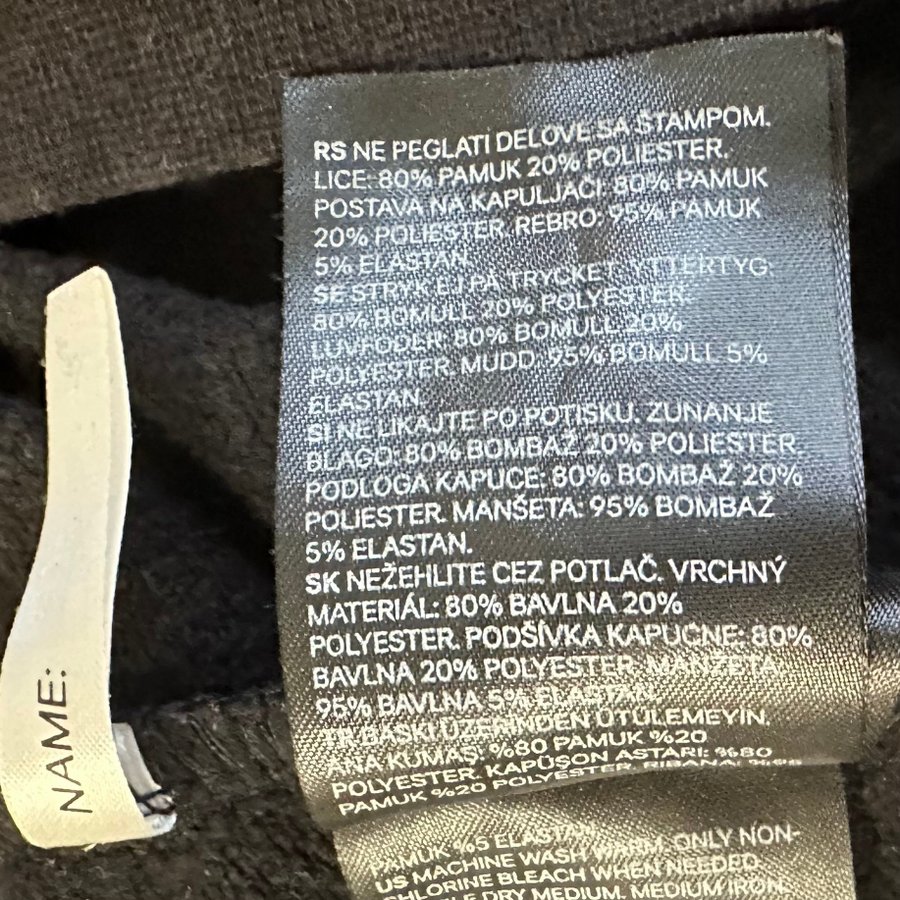 RS NE PEGLATI DELOVE SA ŠTAMPOM.
LICE: 80% PAMUK 20% POLIESTER.
POSTAVA NA KAPULJAČI: 80% PAMUK
20% POLIESTER. REBRO: 95% PAMUK
5% ELASTAN.
SE STRYK EJ PÅ TRYCKET. YTTERTYG:
80% BOMULL 20% POLYESTER.
LUVFODER: 80% BOMULL 20%
POLYESTER. MUDD: 95% BOMULL 5%
ELASTAN.
SI NE LIKAJTE PO POTISKU. ZUNANJE
BLAGO: 80% BOMBAŽ 20% POLIESTER.
PODLOGA KAPUCE: 80% BOMBAŽ 20%
POLIESTER. MANŠETA: 95% BOMBAŽ
5% ELASTAN.
SK NEŽEHLITE CEZ POTLAČ. VRCHNÝ
MATERIÁL: 80% BAVLNA 20%
POLYESTER. PODŠÍVKA KAPUCNE: 80%
BAVLNA 20% POLYESTER. MANŽETA:
95% BAVLNA 5% ELASTAN.
TR BASKI ÜZERİNDEN ÜTÜLEMEYİN.
ANA KUMAŞ: %80 PAMUK %20
POLYESTER. KAPÜŞON ASTARI: %80
PAMUK %20 POLYESTER. RIBANA: %95
PAMUK %5 ELASTAN.
US MACHINE WASH WARM. ONLY NON-
CHLORINE BLEACH WHEN NEEDED.
DRY MEDIUM. MEDIUM IRON.
NAME: